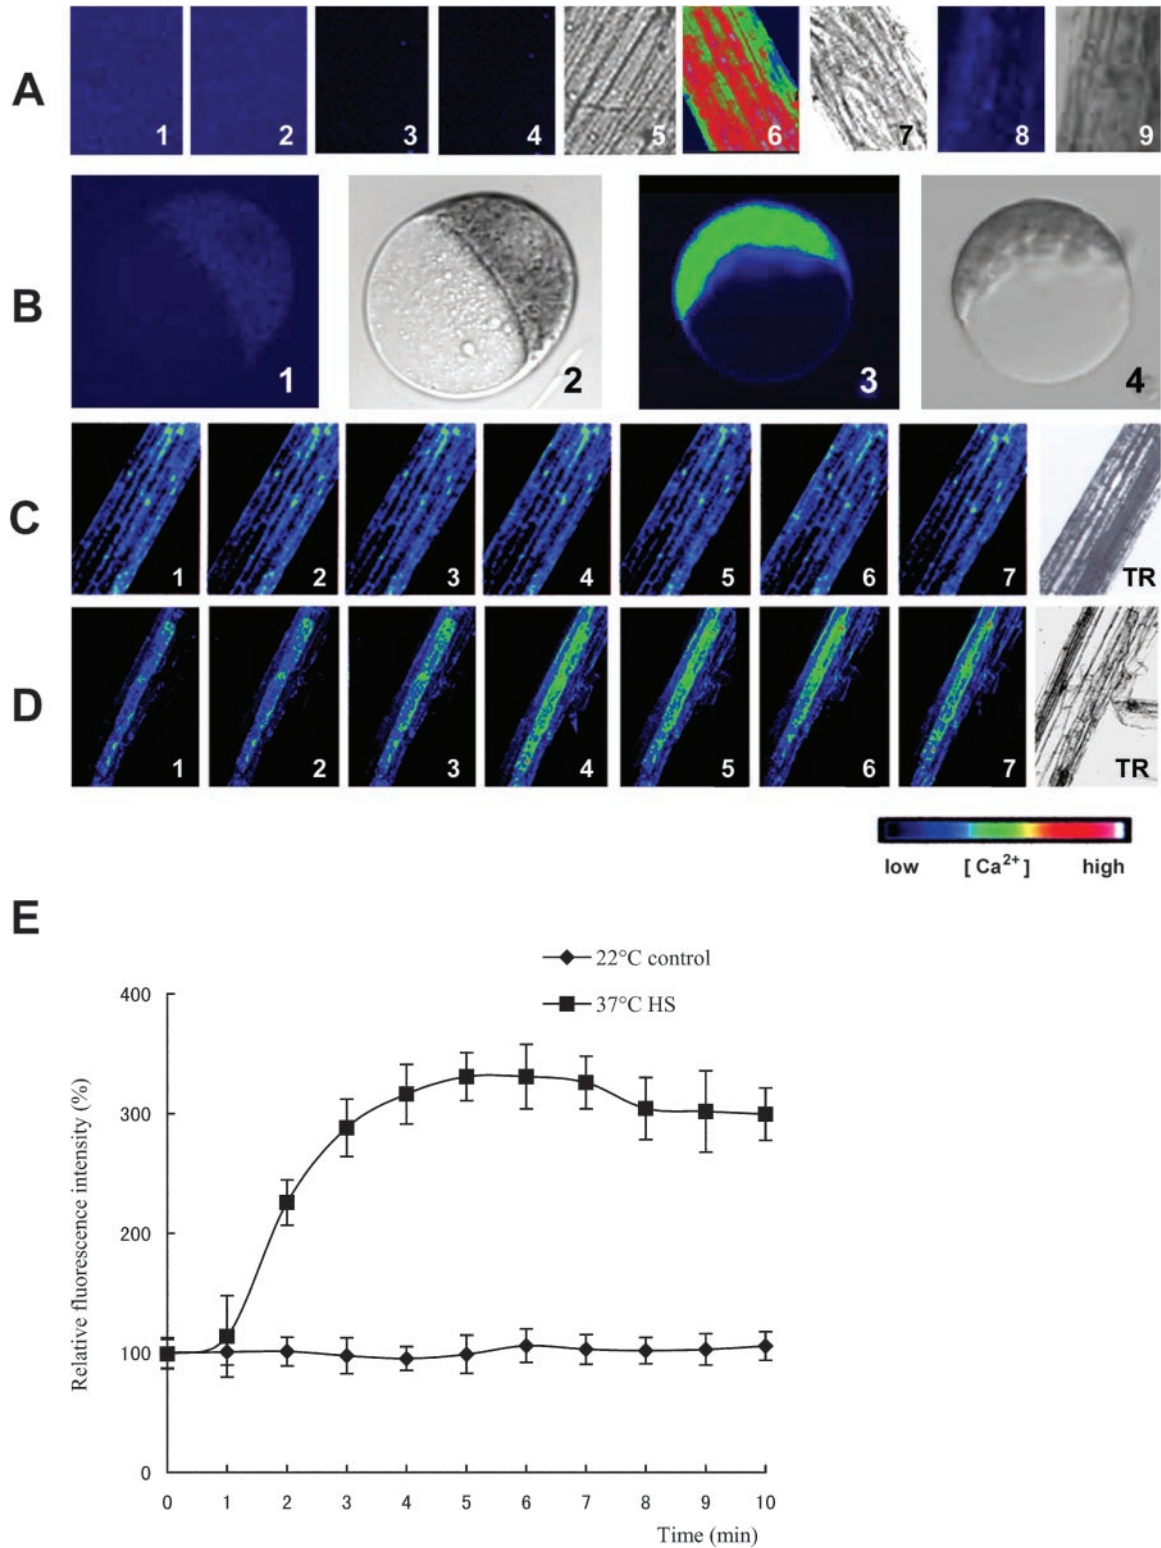 A 1 2 3 4 5 6 7 8 9
B 1 2 3 4
C 1 2 3 4 5 6 7 TR
D 1 2 3 4 5 6 7 TR
low [Ca²⁺] high
E
22°C control
37°C HS
400
300
200
100
0
Relative fluorescence intensity (%)
0 1 2 3 4 5 6 7 8 9 10
Time (min)